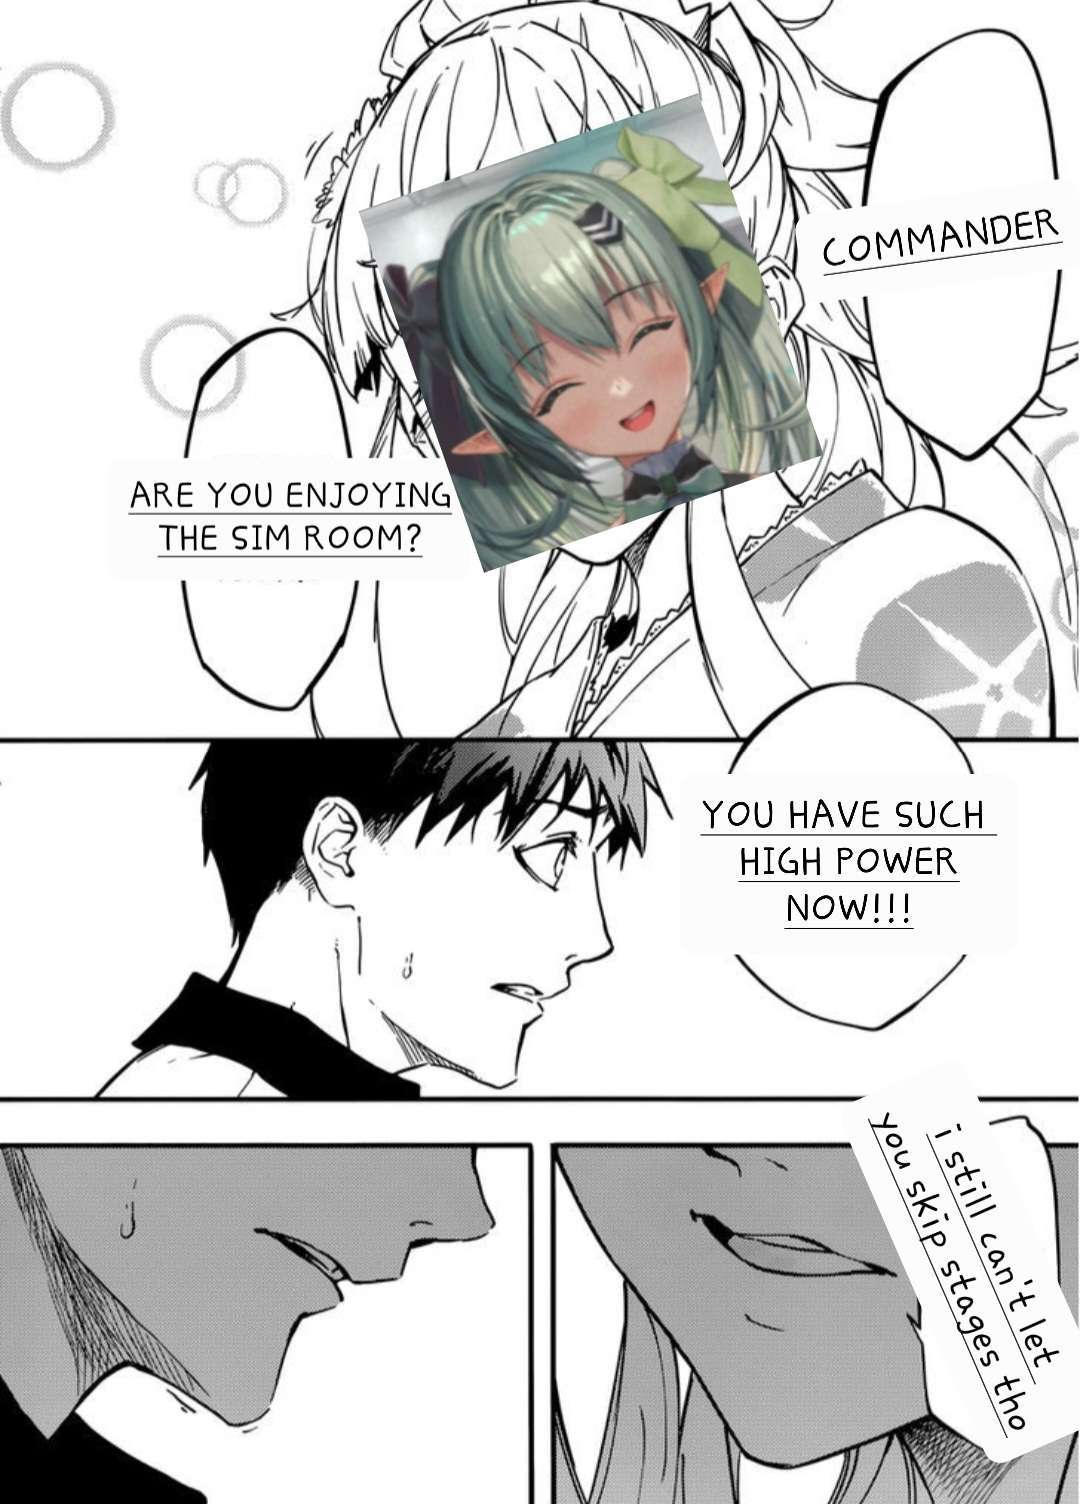 COMMANDER
ARE YOU ENJOYING
THE SIM ROOM?
YOU HAVE SUCH
HIGH POWER
NOW!!!
i still can't let
you skip stages tho